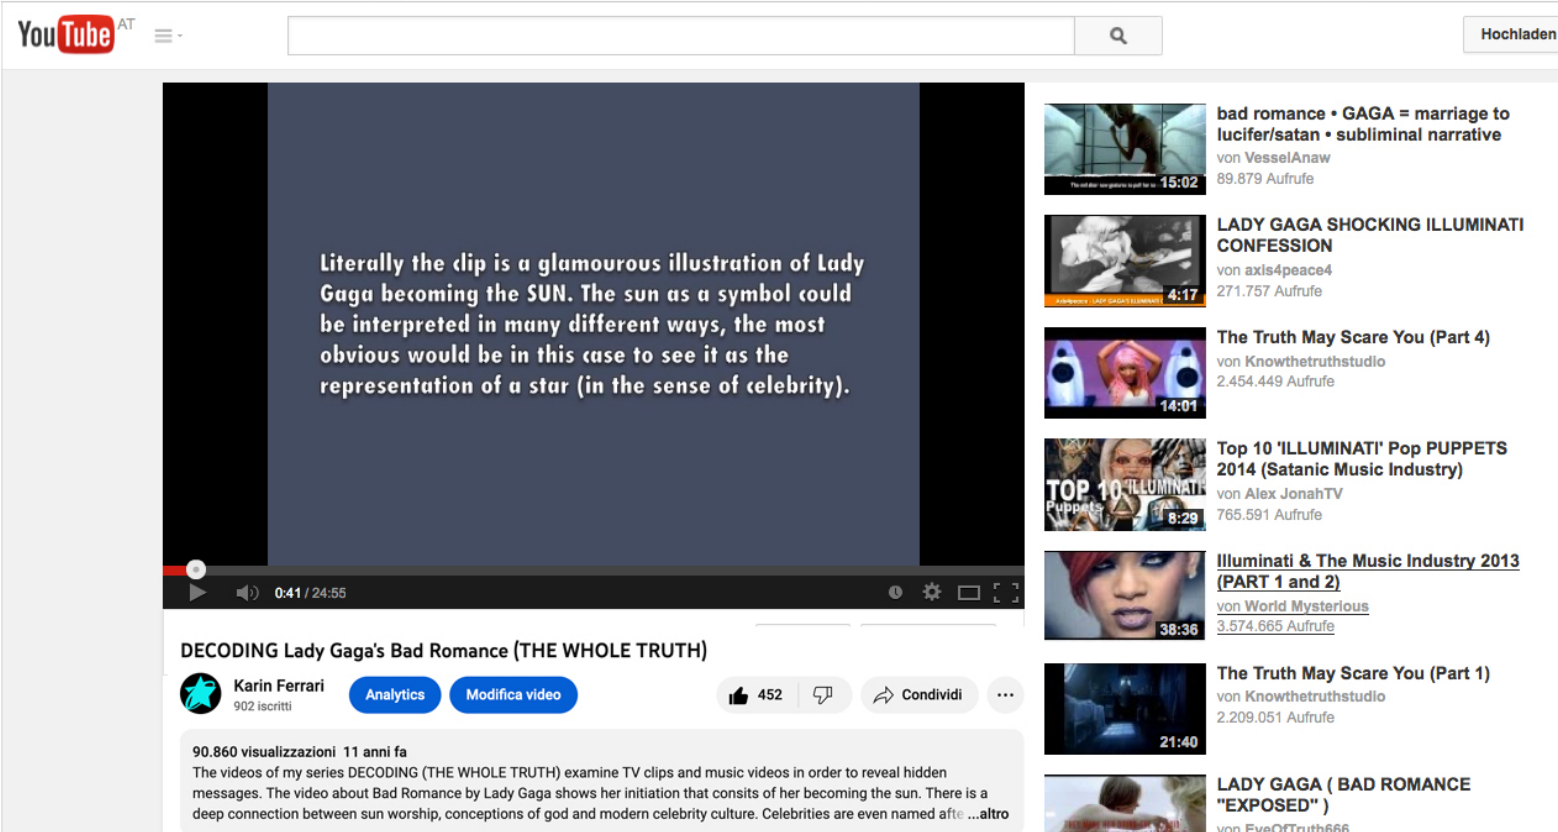 YouTube AT
Hochladen
Literally the clip is a glamourous illustration of Lady
Gaga becoming the SUN. The sun as a symbol could
be interpreted in many different ways, the most
obvious would be in this case to see it as the
representation of a star (in the sense of celebrity).
0:41 / 24:55
DECODING Lady Gaga's Bad Romance (THE WHOLE TRUTH)
Karin Ferrari
902 iscritti
Analytics
Modifica video
452
Condividi
90.860 visualizzazioni 11 anni fa
The videos of my series DECODING (THE WHOLE TRUTH) examine TV clips and music videos in order to reveal hidden
messages. The video about Bad Romance by Lady Gaga shows her initiation that consits of her becoming the sun. There is a
deep connection between sun worship, conceptions of god and modern celebrity culture. Celebrities are even named afte ...altro
15:02
bad romance • GAGA = marriage to
lucifer/satan • subliminal narrative
von VesselAnaw
89.879 Aufrufe
4:17
LADY GAGA SHOCKING ILLUMINATI
CONFESSION
von axis4peace4
271.757 Aufrufe
14:01
The Truth May Scare You (Part 4)
von Knowthetruthstudio
2.454.449 Aufrufe
TOP 10 ILLUMINATI
Puppets
8:29
Top 10 'ILLUMINATI' Pop PUPPETS
2014 (Satanic Music Industry)
von Alex JonahTV
765.591 Aufrufe
38:36
Illuminati & The Music Industry 2013
(PART 1 and 2)
von World Mysterious
3.574.665 Aufrufe
21:40
The Truth May Scare You (Part 1)
von Knowthetruthstudio
2.209.051 Aufrufe
LADY GAGA ( BAD ROMANCE
"EXPOSED" )
von EyeOfTruth666